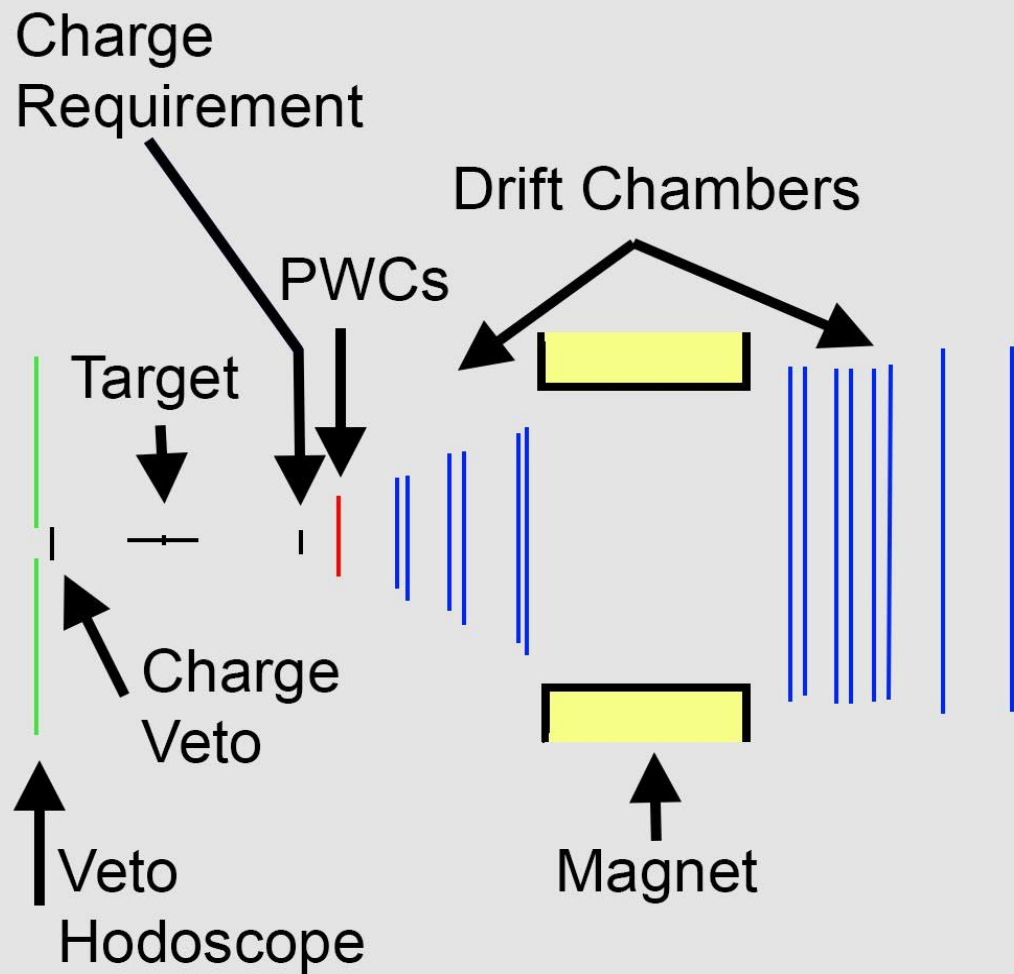 Charge
Requirement
Drift Chambers
PWCs
Target
Charge
Veto
Veto
Hodoscope
Magnet